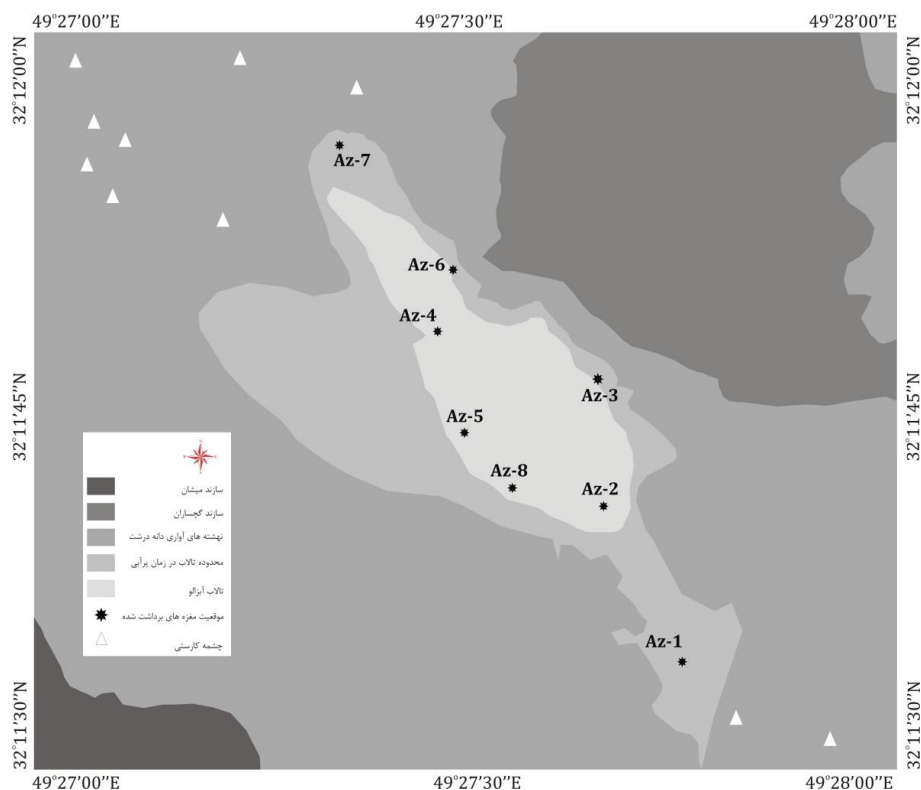 49°27'00''E 49°27'30''E 49°28'00''E
32°12'00''N 32°12'00''N
Az-7
Az-6
Az-4
Az-3
32°11'45''N 32°11'45''N
Az-5
Az-8
Az-2
سازند میشان
سازند گچساران
نهشته های آواری دانه درشت
محدوده تالاب در زمان پرآبی
تالاب آبزالو
موقعیت مغزه های برداشت شده
چشمه کارستی
Az-1
32°11'30''N 32°11'30''N
49°27'00''E 49°27'30''E 49°28'00''E